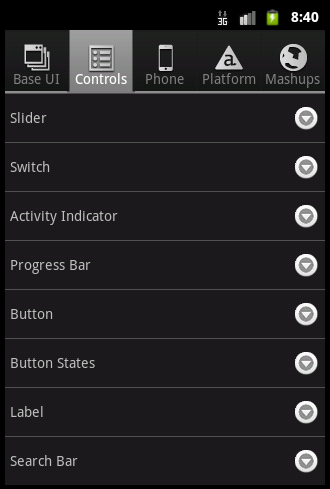 3G 8:40
Base UI Controls Phone Platform Mashups
Slider
Switch
Activity Indicator
Progress Bar
Button
Button States
Label
Search Bar